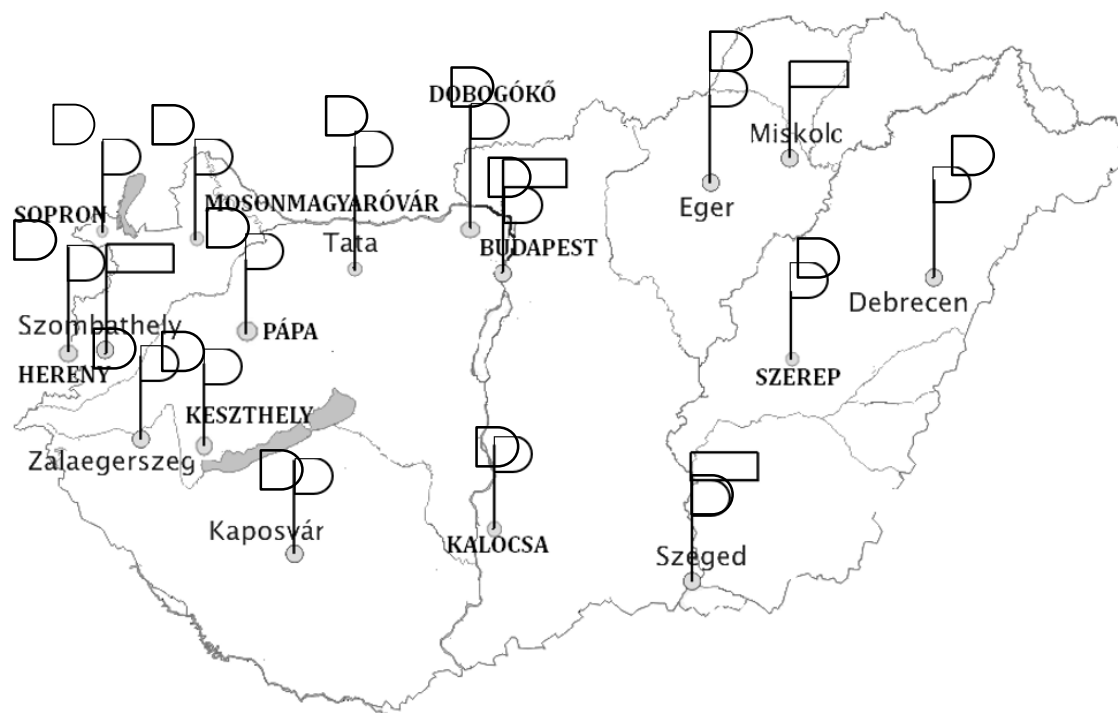 DOBOGÓKŐ
Miskolc
Eger
SOPRON
MOSONMAGYARÓVÁR
Tata
BUDAPEST
Debrecen
Szombathely
PÁPA
HERENY
SZEREP
KESZTHELY
Zalaegerszeg
Kaposvár
KALOCSA
Szeged